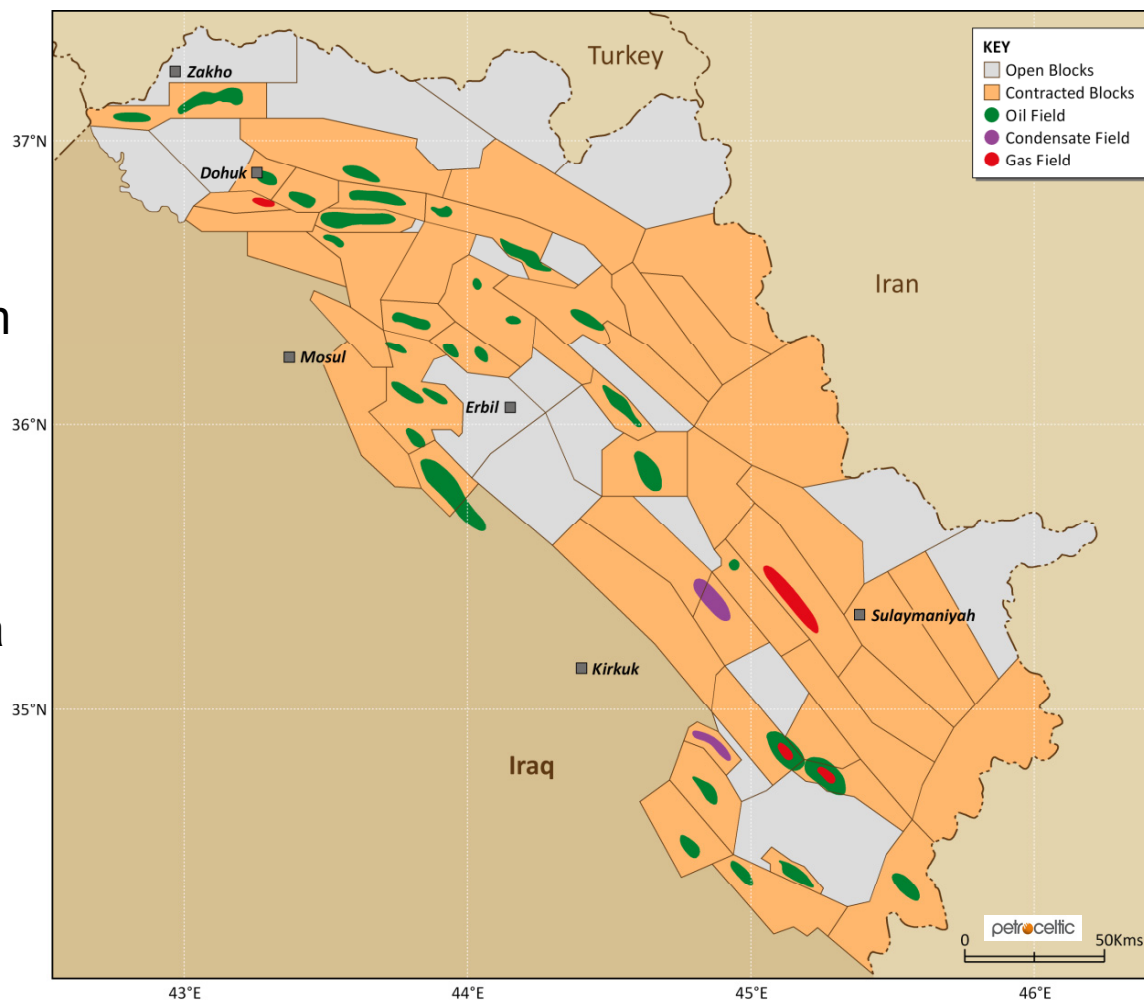 Turkey
KEY
Open Blocks
Contracted Blocks
Oil Field
Condensate Field
Gas Field
Zakho
37°N
Dohuk
Iran
n
Mosul
Erbil
36°N
a
Sulaymaniyah
Kirkuk
35°N
Iraq
petroceltic
0 50Kms
43°E 44°E 45°E 46°E